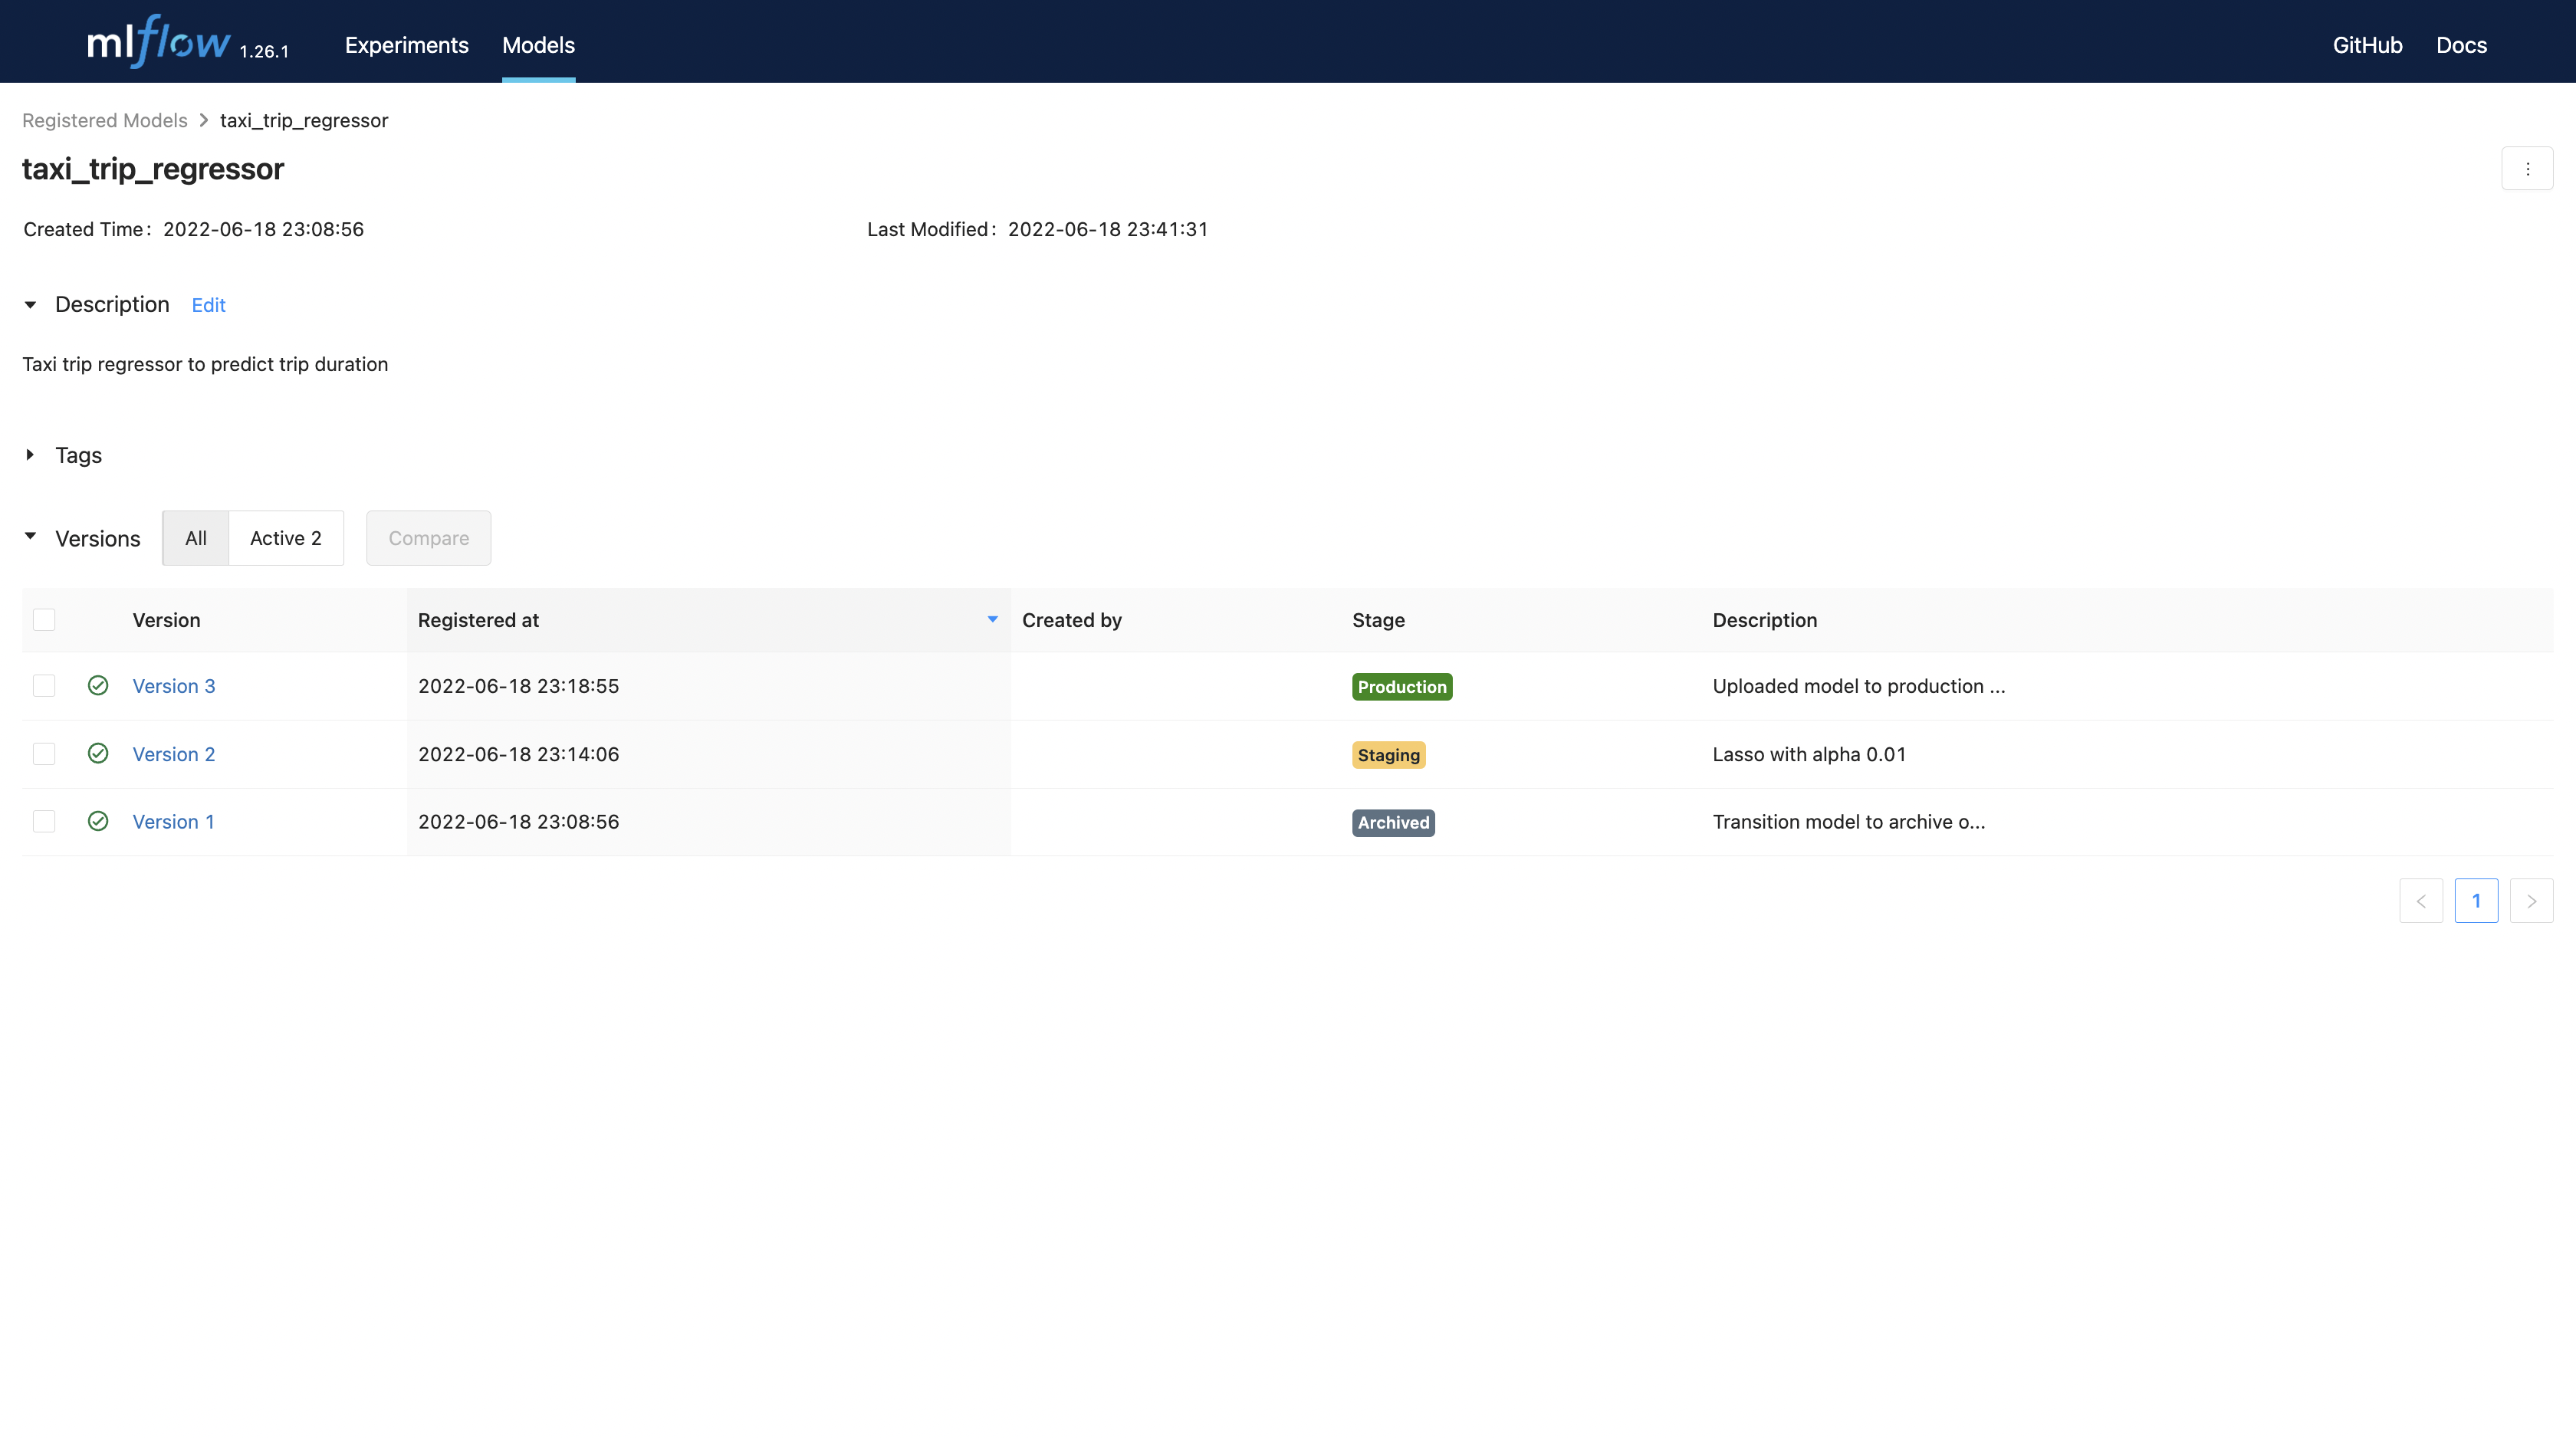 mlflow 1.26.1 Experiments Models GitHub Docs
Registered Models > taxi_trip_regressor
taxi_trip_regressor
Created Time: 2022-06-18 23:08:56 Last Modified: 2022-06-18 23:41:31
Description Edit
Taxi trip regressor to predict trip duration
Tags
Versions All Active 2 Compare
Version Registered at Created by Stage Description
Version 3 2022-06-18 23:18:55 Production Uploaded model to production ...
Version 2 2022-06-18 23:14:06 Staging Lasso with alpha 0.01
Version 1 2022-06-18 23:08:56 Archived Transition model to archive o...
< 1 >